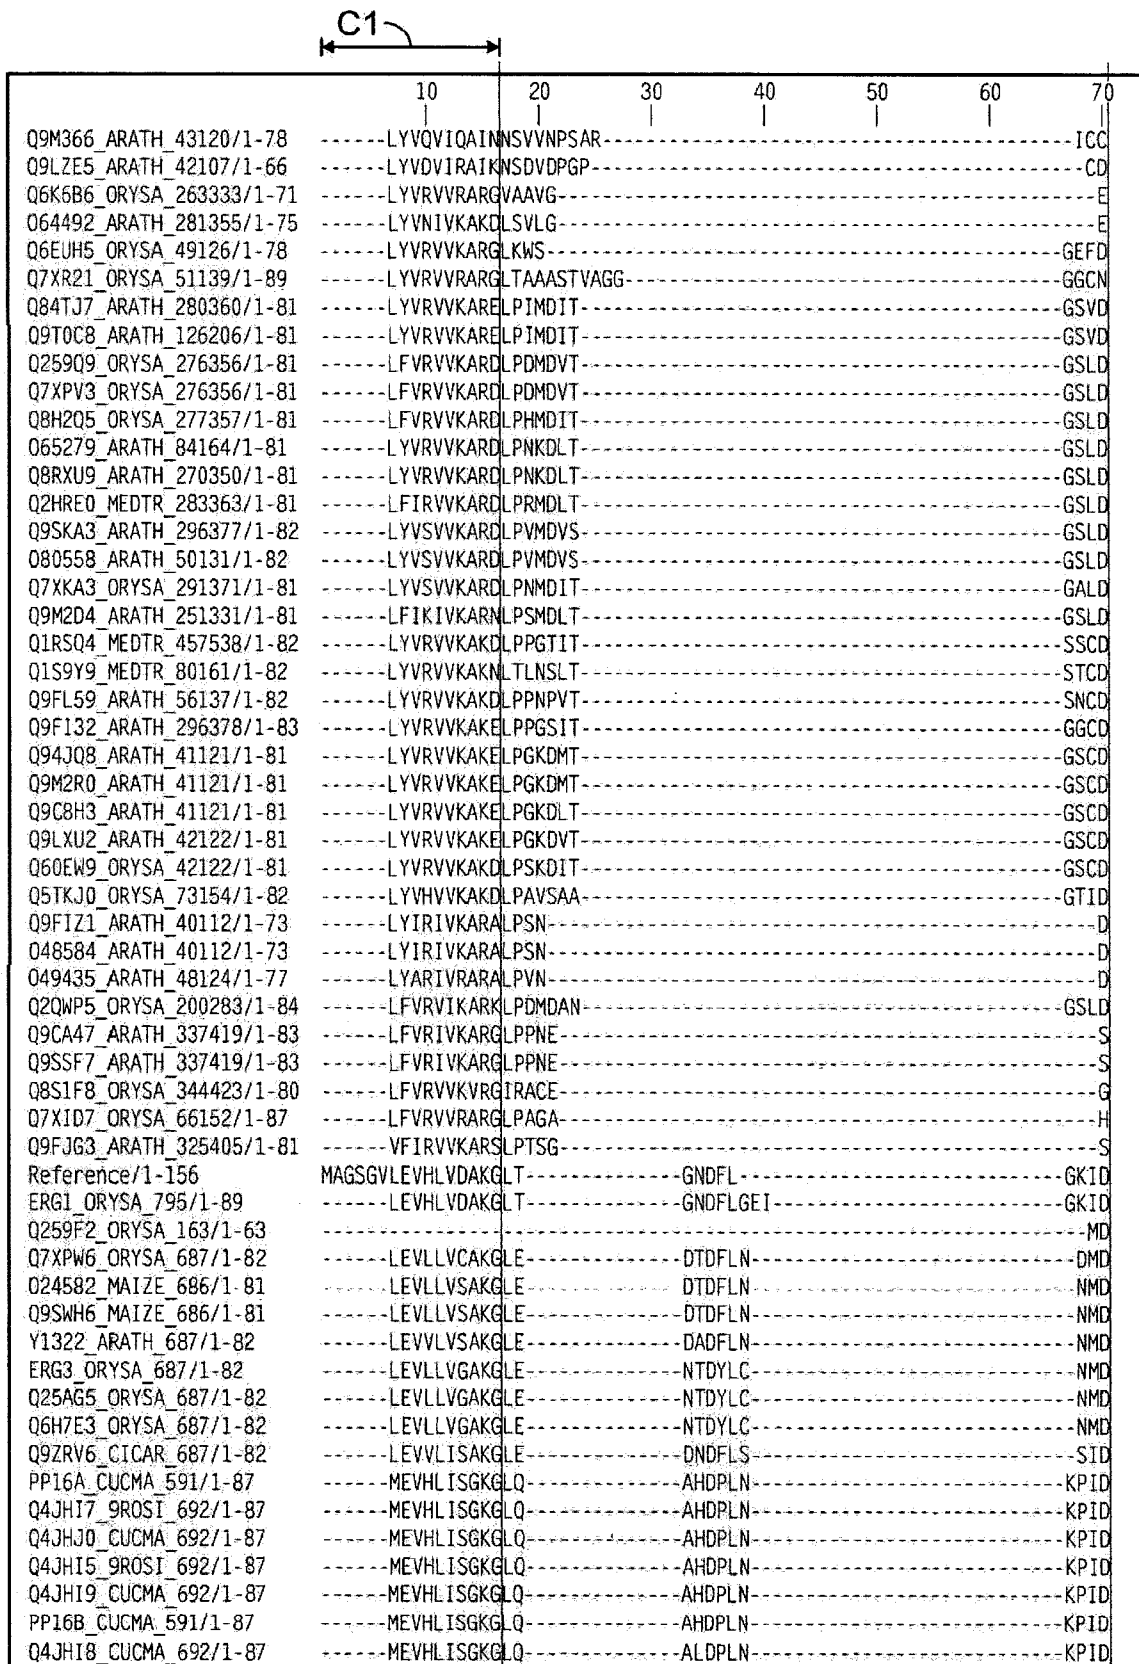 C1
10 20 30 40 50 60 70
Q9M366_ARATH_43120/1-78 ------LYVQVIQAINNSVVNPSAR------------------------------------------ICC
Q9LZE5_ARATH_42107/1-66 ------LYVDVIRAIKNSDVDPGP--------------------------------------------CD
Q6K6B6_ORYSA_263333/1-71 ------LYVRVVRARGVAAVG------------------------------------------------E
O64492_ARATH_281355/1-75 ------LYVNIVKAKDLSVLG------------------------------------------------E
Q6EUH5_ORYSA_49126/1-78 ------LYVRVVRARGLKWS----------------------------------------------GEFD
Q7XR21_ORYSA_51139/1-89 ------LYVRVVRARGLTAAASTVAGG---------------------------------------GGCN
Q84TJ7_ARATH_280360/1-81 ------LYVRVVKARELPIMDIT-------------------------------------------GSVD
Q9T0C8_ARATH_126206/1-81 ------LYVRVVKARELPIMDIT-------------------------------------------GSVD
Q259Q9_ORYSA_276356/1-81 ------LFVRVVKARDLPDMDVT-------------------------------------------GSLD
Q7XPV3_ORYSA_276356/1-81 ------LFVRVVKARDLPDMDVT-------------------------------------------GSLD
Q8H2Q5_ORYSA_277357/1-81 ------LFVRVVKARDLPHMDIT-------------------------------------------GSLD
O65279_ARATH_84164/1-81 ------LYVRVVKARDLPNKDLT-------------------------------------------GSLD
Q8RXU9_ARATH_270350/1-81 ------LYVRVVKARDLPNKDLT-------------------------------------------GSLD
Q2HRE0_MEDTR_283363/1-81 ------LFIRVVKARDLPRMDLT-------------------------------------------GSLD
Q9SKA3_ARATH_296377/1-82 ------LYVSVVKARDLPVMDVS-------------------------------------------GSLD
O80558_ARATH_50131/1-82 ------LYVSVVKARDLPVMDVS-------------------------------------------GSLD
Q7XKA3_ORYSA_291371/1-81 ------LYVSVVKARDLPNMDIT-------------------------------------------GALD
Q9M2D4_ARATH_251331/1-81 ------LFIKIVKARNLPSMDLT-------------------------------------------GSLD
Q1RSQ4_MEDTR_457538/1-82 ------LYVRVVKAKDLPPGTIT-------------------------------------------SSCD
Q1S9Y9_MEDTR_80161/1-82 ------LYVRVVKAKNLTLNSLT-------------------------------------------STCD
Q9FL59_ARATH_56137/1-82 ------LYVRVVKAKDLPPNPVT-------------------------------------------SNCD
Q9FI32_ARATH_296378/1-83 ------LYVRVVKAKELPPGSIT-------------------------------------------GGCD
Q94JQ8_ARATH_41121/1-81 ------LYVRVVKAKELPGKDMT-------------------------------------------GSCD
Q9M2R0_ARATH_41121/1-81 ------LYVRVVKAKELPGKDMT-------------------------------------------GSCD
Q9C8H3_ARATH_41121/1-81 ------LYVRVVKAKELPGKDLT-------------------------------------------GSCD
Q9LXU2_ARATH_42122/1-81 ------LYVRVVKAKELPGKDVT-------------------------------------------GSCD
Q60EW9_ORYSA_42122/1-81 ------LYVRVVKAKDLPSKDIT-------------------------------------------GSCD
Q5TKJ0_ORYSA_73154/1-82 ------LYVHVVKAKDLPAVSAA-------------------------------------------GTID
Q9FIZ1_ARATH_40112/1-73 ------LYIRIVKARALPSN-------------------------------------------------D
O48584_ARATH_40112/1-73 ------LYIRIVKARALPSN-------------------------------------------------D
O49435_ARATH_48124/1-77 ------LYARIVRARALPVN-------------------------------------------------D
Q2QWP5_ORYSA_200283/1-84 ------LFVRVIKARKLPDMDAN-------------------------------------------GSLD
Q9CA47_ARATH_337419/1-83 ------LFVRIVKARGLPPNE------------------------------------------------S
Q9SSF7_ARATH_337419/1-83 ------LFVRIVKARGLPPNE------------------------------------------------S
Q8S1F8_ORYSA_344423/1-80 ------LFVRVVKVRGIRACE------------------------------------------------G
Q7XID7_ORYSA_66152/1-87 ------LFVRVVRARGLPAGA------------------------------------------------H
Q9FJG3_ARATH_325405/1-81 ------VFIRVVKARSLPTSG------------------------------------------------S
Reference/1-156 MAGSGVLEVHLVDAKGLT--------------GNDFL-----------------------------GKID
ERG1_ORYSA_795/1-89 ------LEVHLVDAKGLT--------------GNDFLGEI--------------------------GKID
Q259F2_ORYSA_163/1-63 --------------------------------------------------------------------MD
Q7XPW6_ORYSA_687/1-82 ------LEVLLVCAKGLE--------------DTDFLN----------------------------DMD
O24582_MAIZE_686/1-81 ------LEVLLVSAKGLE--------------DTDFLN----------------------------NMD
Q9SWH6_MAIZE_686/1-81 ------LEVLLVSAKGLE--------------DTDFLN----------------------------NMD
Y1322_ARATH_687/1-82 ------LEVVLVSAKGLE--------------DADFLN----------------------------NMD
ERG3_ORYSA_687/1-82 ------LEVLLVGAKGLE--------------NTDYLC----------------------------NMD
Q25AG5_ORYSA_687/1-82 ------LEVLLVGAKGLE--------------NTDYLC----------------------------NMD
Q6H7E3_ORYSA_687/1-82 ------LEVLLVGAKGLE--------------NTDYLC----------------------------NMD
Q9ZRV6_CICAR_687/1-82 ------LEVVLISAKGLE--------------DNDFLS----------------------------SID
PP16A_CUCMA_591/1-87 ------MEVHLISGKGLQ--------------AHDPLN----------------------------KPID
Q4JHI7_9ROSI_692/1-87 ------MEVHLISGKGLQ--------------AHDPLN----------------------------KPID
Q4JHJ0_CUCMA_692/1-87 ------MEVHLISGKGLQ--------------AHDPLN----------------------------KPID
Q4JHI5_9ROSI_692/1-87 ------MEVHLISGKGLQ--------------AHDPLN----------------------------KPID
Q4JHI9_CUCMA_692/1-87 ------MEVHLISGKGLQ--------------AHDPLN----------------------------KPID
PP16B_CUCMA_591/1-87 ------MEVHLISGKGLQ--------------AHDPLN----------------------------KPID
Q4JHI8_CUCMA_692/1-87 ------MEVHLISGKGLQ--------------ALDPLN----------------------------KPID